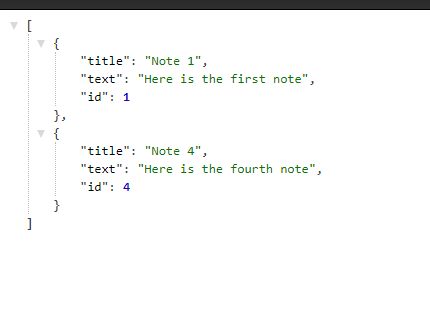 [
{
"title": "Note 1",
"text": "Here is the first note",
"id": 1
},
{
"title": "Note 4",
"text": "Here is the fourth note",
"id": 4
}
]